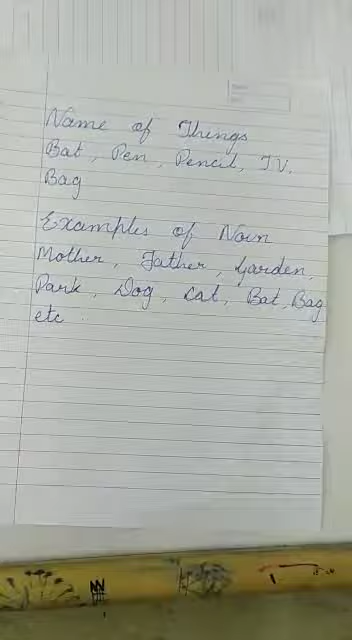 Name of Things
Bat, Pen, Pencil, T.V.
Bag
Examples of Noun
Mother, Father, Garden,
Park, Dog, Cat, Bat, Bag
etc